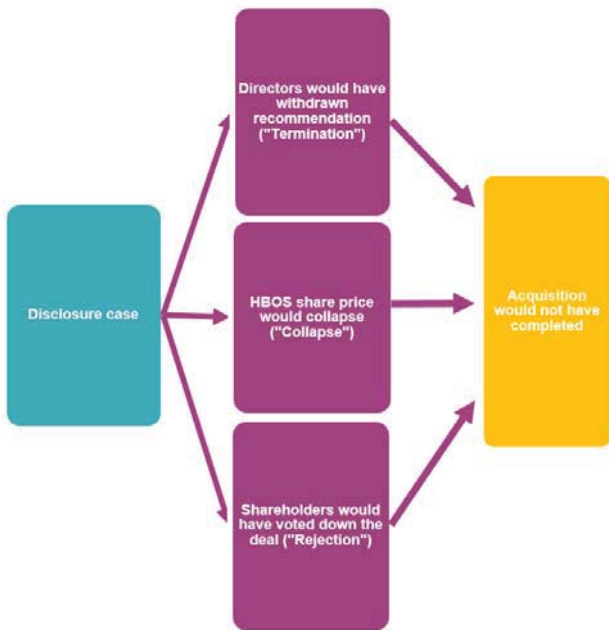 Directors would have
withdrawn
recommendation
("Termination")
Disclosure case
HBOS share price
would collapse
("Collapse")
Acquisition
would not have
completed
Shareholders would
have voted down the
deal ("Rejection")